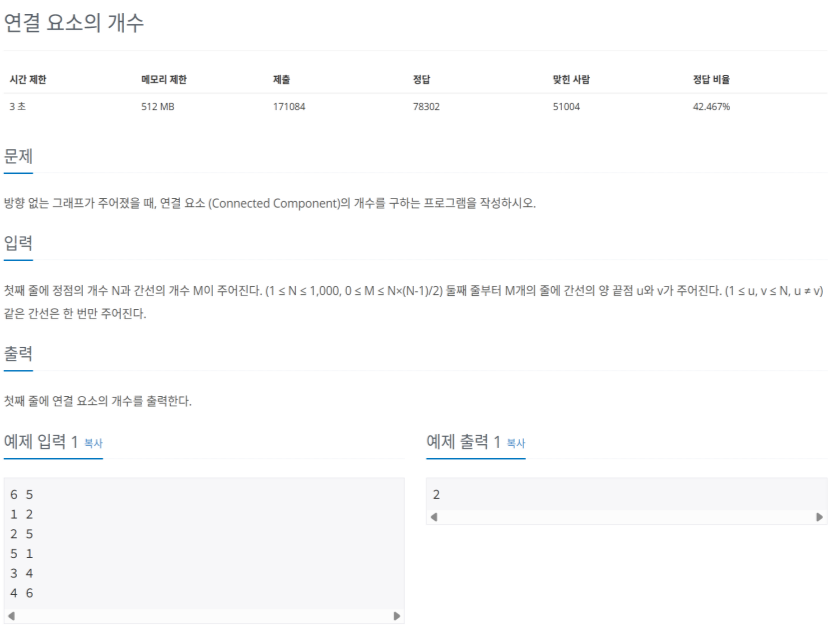 연결 요소의 개수
시간 제한 메모리 제한 제출 정답 맞힌 사람 정답 비율
3 초 512 MB 171084 78302 51004 42.467%
문제
방향 없는 그래프가 주어졌을 때, 연결 요소 (Connected Component)의 개수를 구하는 프로그램을 작성하시오.
입력
첫째 줄에 정점의 개수 N과 간선의 개수 M이 주어진다. (1 ≤ N ≤ 1,000, 0 ≤ M ≤ N×(N-1)/2) 둘째 줄부터 M개의 줄에 간선의 양 끝점 u와 v가 주어진다. (1 ≤ u, v ≤ N, u ≠ v)
같은 간선은 한 번만 주어진다.
출력
첫째 줄에 연결 요소의 개수를 출력한다.
예제 입력 1 복사
6 5
1 2
2 5
5 1
3 4
4 6
예제 출력 1 복사
2